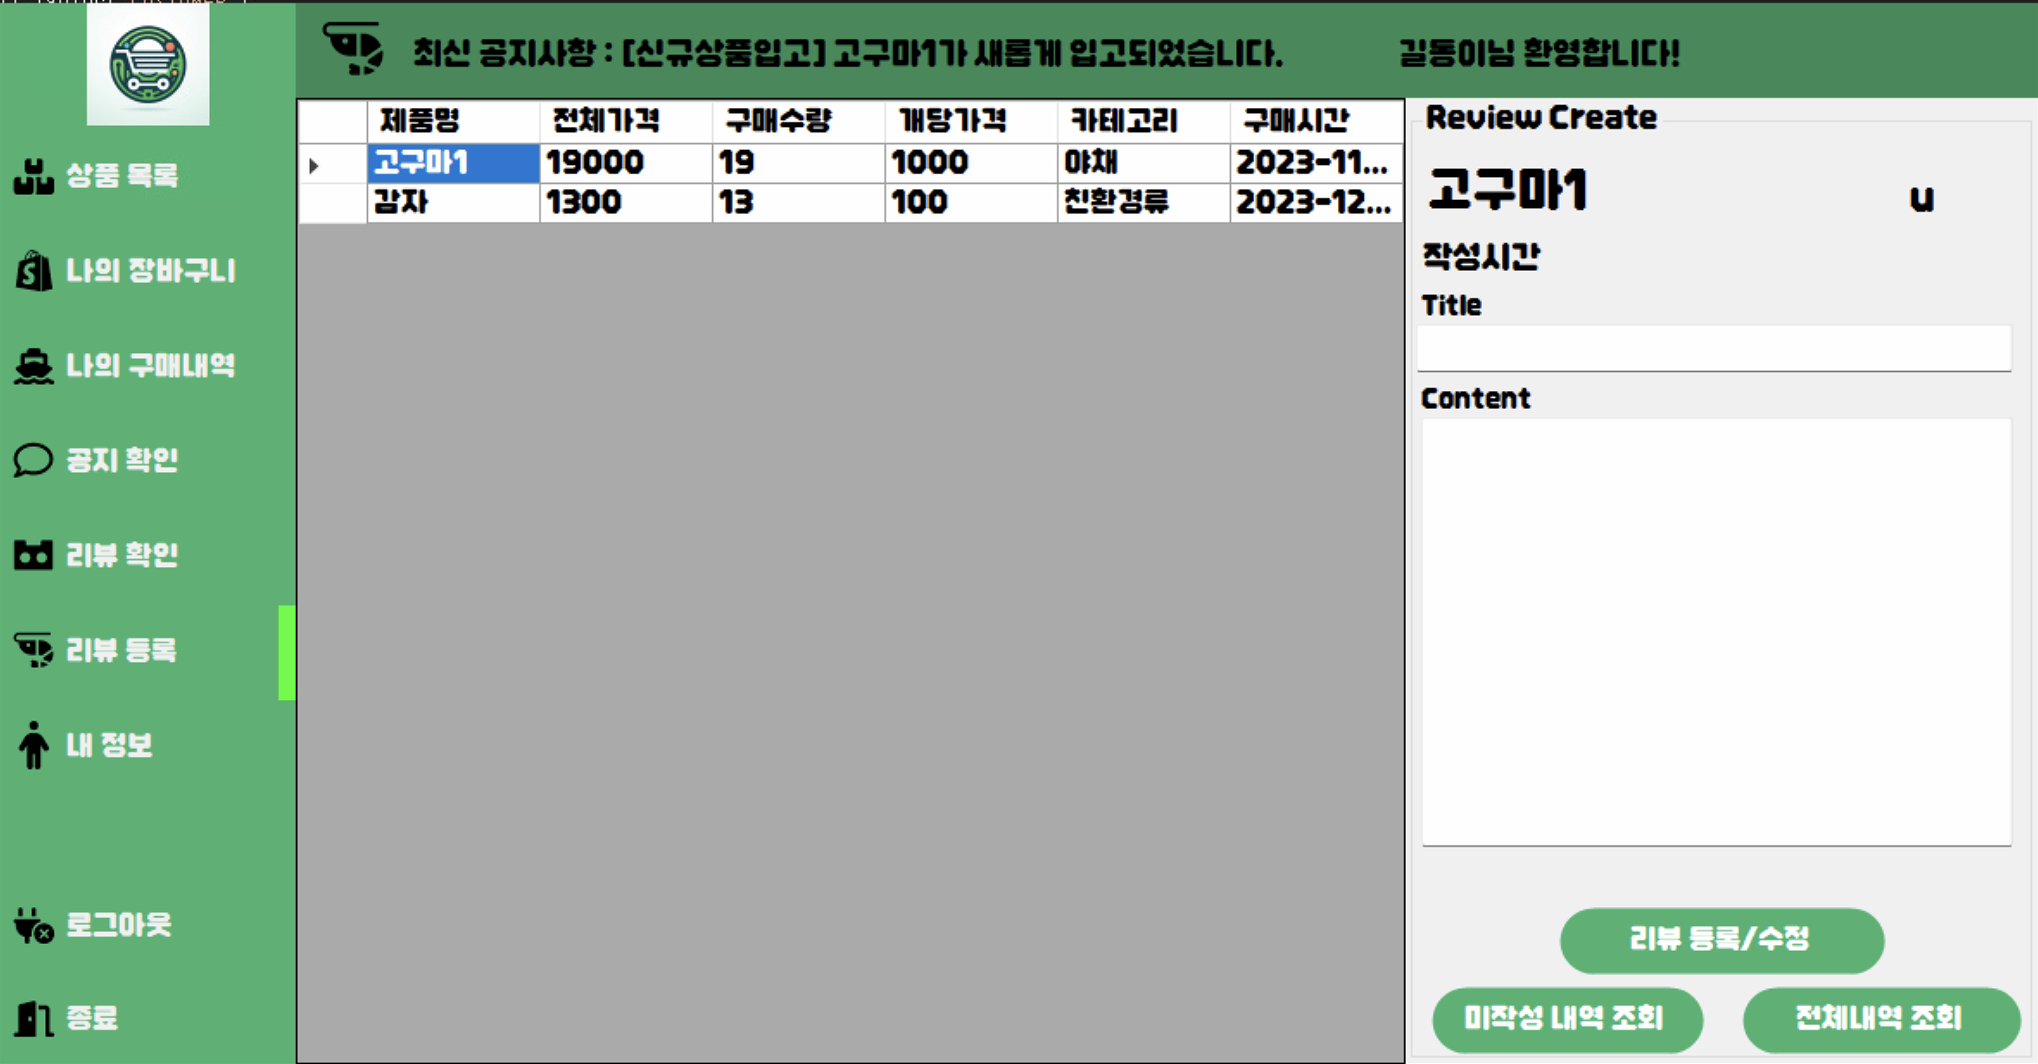 최신 공지사항 : [신규상품입고] 고구마1가 새롭게 입고되었습니다. 길동이님 환영합니다!
상품 목록
나의 장바구니
나의 구매내역
공지 확인
리뷰 확인
리뷰 등록
내 정보
로그아웃
종료
제품명 전체가격 구매수량 개당가격 카테고리 구매시간
고구마1 19000 19 1000 야채 2023-11...
감자 1300 13 100 친환경류 2023-12...
Review Create
고구마1 u
작성시간
Title
Content
리뷰 등록/수정
미작성 내역 조회 전체내역 조회